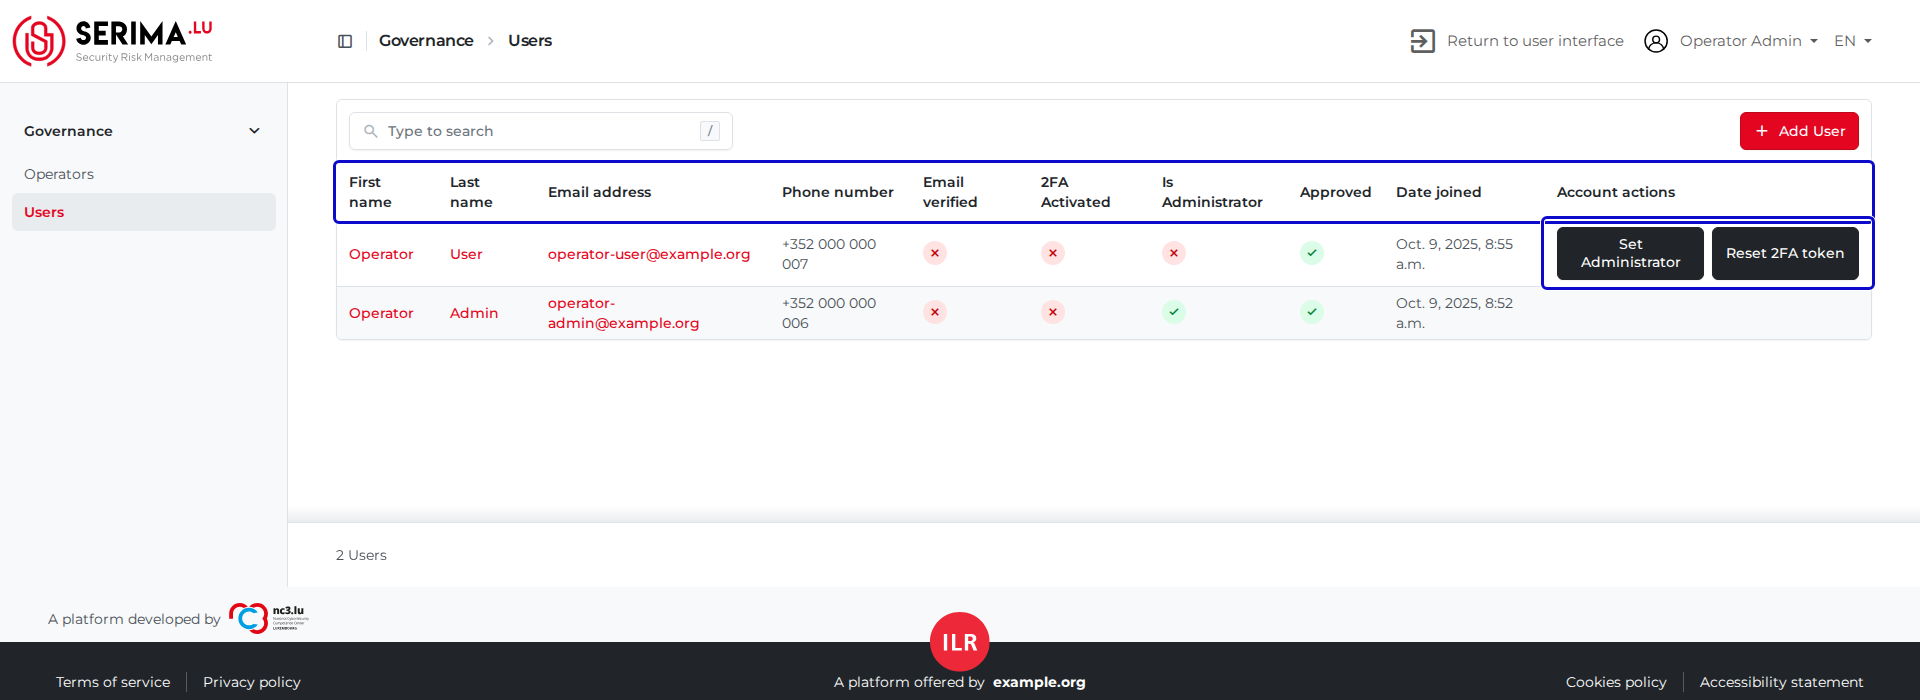 SERIMA.LU
Security Risk Management
Governance > Users
Return to user interface
Operator Admin
EN
Governance
Operators
Users
Type to search /
+ Add User
First name
Last name
Email address
Phone number
Email verified
2FA Activated
Is Administrator
Approved
Date joined
Account actions
Operator
User
operator-user@example.org
+352 000 000
007
Oct. 9, 2025, 8:55
a.m.
Set
Administrator
Reset 2FA token
Operator
Admin
operator-
admin@example.org
+352 000 000
006
Oct. 9, 2025, 8:52
a.m.
2 Users
A platform developed by
nc3.lu
LUXEMBOURG
ILR
Terms of service
Privacy policy
A platform offered by example.org
Cookies policy
Accessibility statement